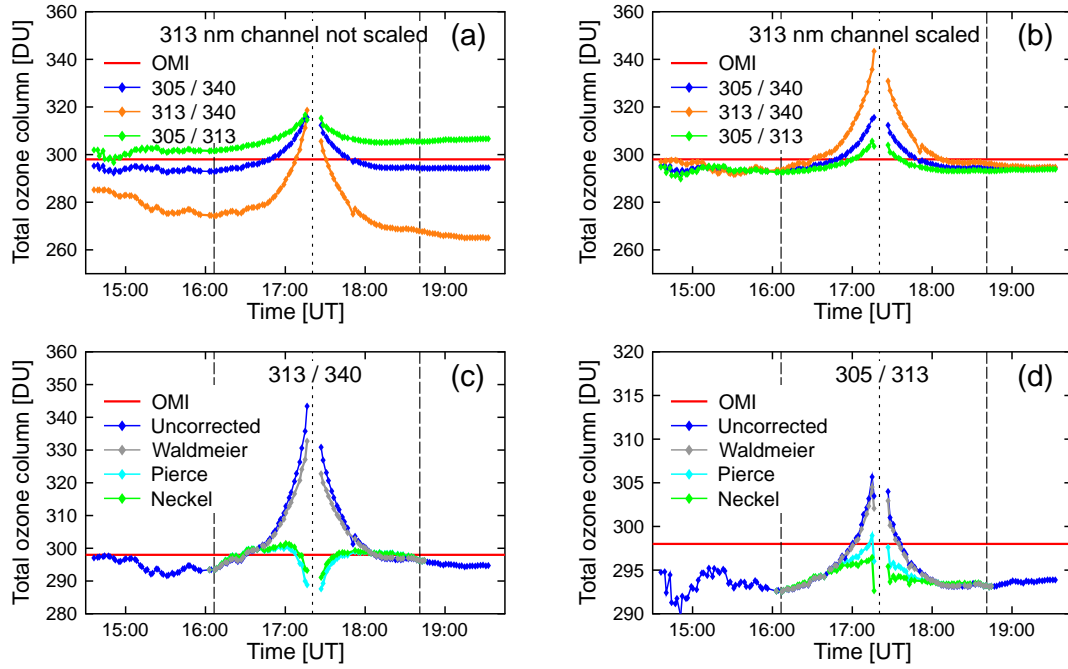 360
340
320
300
280
260
Total ozone column [DU]
313 nm channel not scaled
(a)
OMI
305 / 340
313 / 340
305 / 313
15:00 16:00 17:00 18:00 19:00
Time [UT]
360
340
320
300
280
260
Total ozone column [DU]
313 nm channel scaled
(b)
OMI
305 / 340
313 / 340
305 / 313
15:00 16:00 17:00 18:00 19:00
Time [UT]
360
350
340
330
320
310
300
290
280
Total ozone column [DU]
313 / 340
(c)
OMI
Uncorrected
Waldmeier
Pierce
Neckel
15:00 16:00 17:00 18:00 19:00
Time [UT]
320
315
310
305
300
295
290
Total ozone column [DU]
305 / 313
(d)
OMI
Uncorrected
Waldmeier
Pierce
Neckel
15:00 16:00 17:00 18:00 19:00
Time [UT]